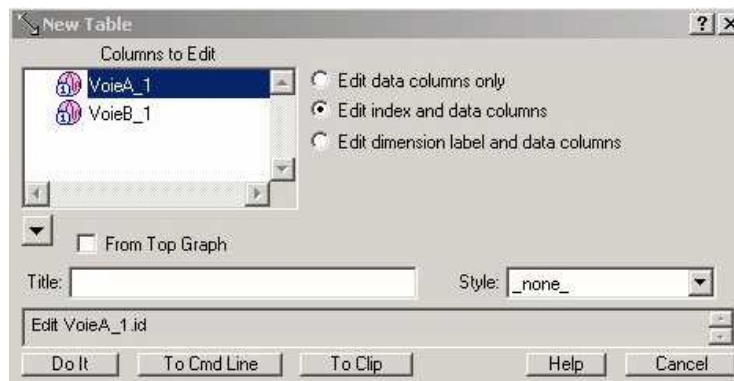 New Table
Columns to Edit
VoieA_1
VoieB_1
Edit data columns only
Edit index and data columns
Edit dimension label and data columns
From Top Graph
Title:
Style: _none_
Edit VoieA_1.id
Do It To Cmd Line To Clip Help Cancel